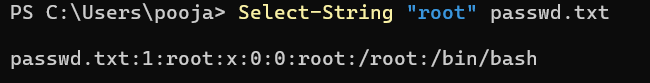 PS C:\Users\pooja> Select-String "root" passwd.txt
passwd.txt:1:root:x:0:0:root:/root:/bin/bash